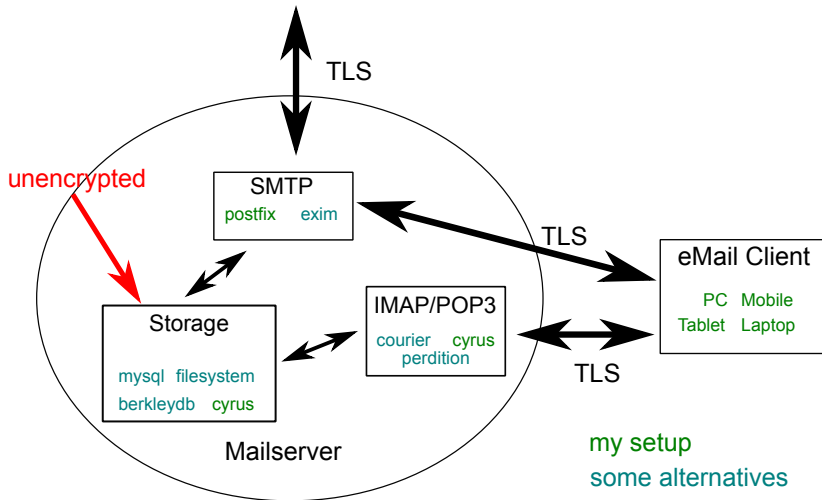 TLS
unencrypted
SMTP
postfix exim
TLS
eMail Client
PC Mobile
Tablet Laptop
IMAP/POP3
courier cyrus
perdition
Storage
mysql filesystem
berkleydb cyrus
TLS
Mailserver
my setup
some alternatives